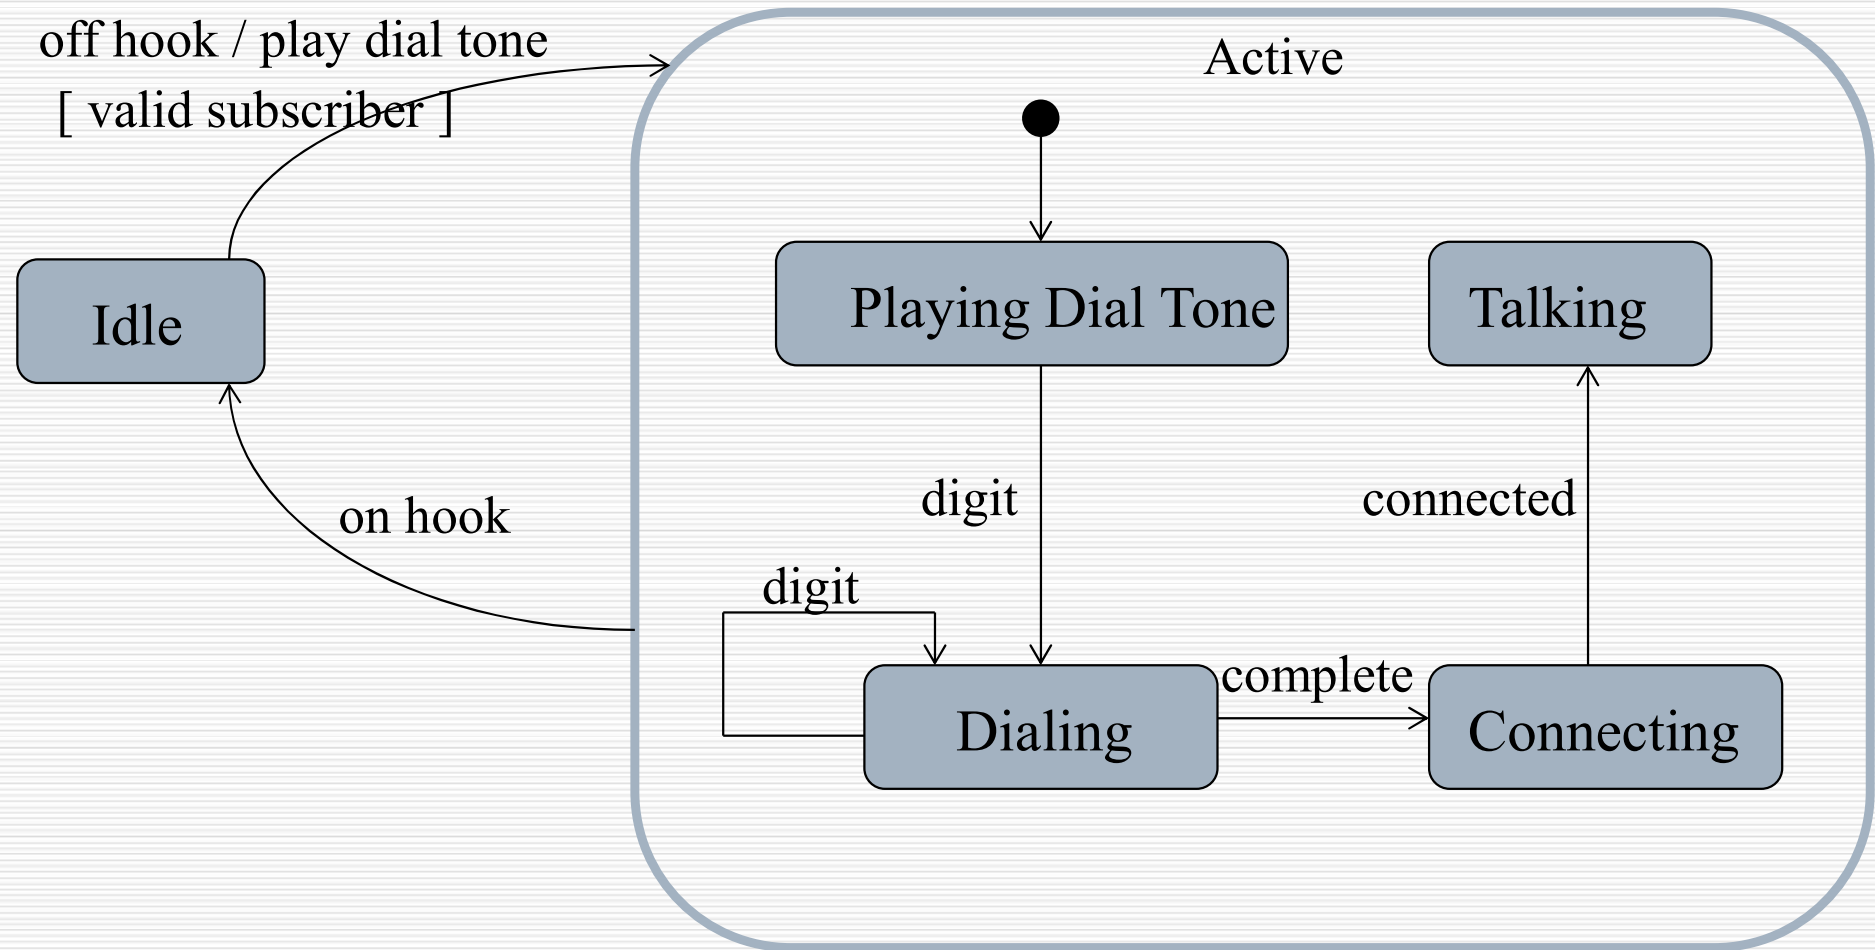 off hook / play dial tone
[ valid subscriber ]
Active
Idle
Playing Dial Tone
Talking
on hook
digit
connected
digit
complete
Dialing
Connecting